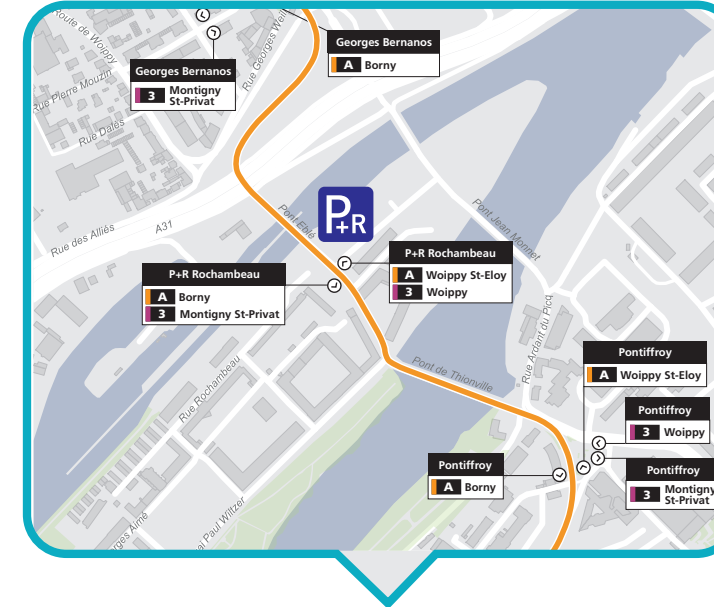 Route de Woippy
Rue Georges Weill
Georges Bernanos
A Borny
Georges Bernanos
3 Montigny
St-Privat
Rue Pierre Mouzin
Rue Dalès
Pont Eblé
P+R
Pont Jean Monnet
Rue des Alliés
A31
P+R Rochambeau
A Woippy St-Eloy
3 Woippy
P+R Rochambeau
A Borny
3 Montigny St-Privat
Rue Ardant du Picq
Pont de Thionville
Rue Rochambeau
Pontiffroy
A Woippy St-Eloy
Pontiffroy
3 Woippy
Pontiffroy
A Borny
Pontiffroy
3 Montigny
St-Privat
Paul Wiltzer
Aimé